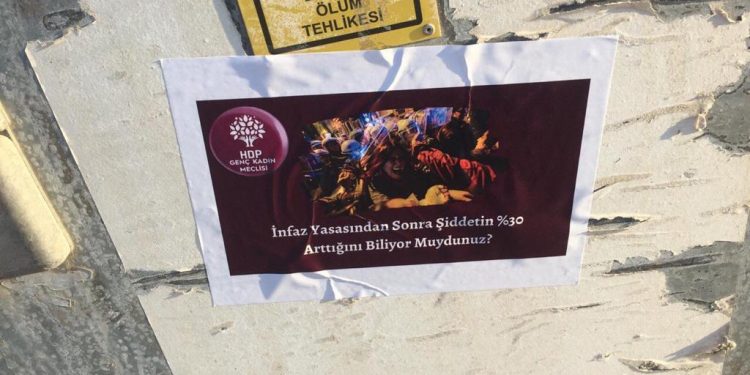 ÖLÜM
TEHLİKESİ
HDP
GENÇ KADIN
MECLİSİ
İnfaz Yasasından Sonra Şiddetin %30
Arttığını Biliyor Muydunuz?